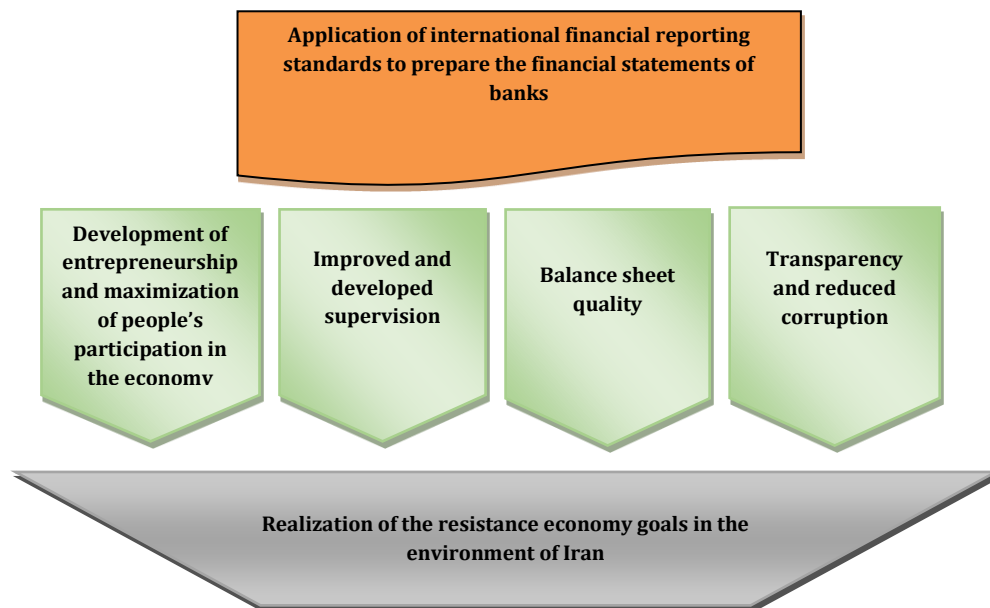 Application of international financial reporting
standards to prepare the financial statements of
banks
Development of
entrepreneurship
and maximization
of people’s
participation in
the economy
Improved and
developed
supervision
Balance sheet
quality
Transparency
and reduced
corruption
Realization of the resistance economy goals in the
environment of Iran